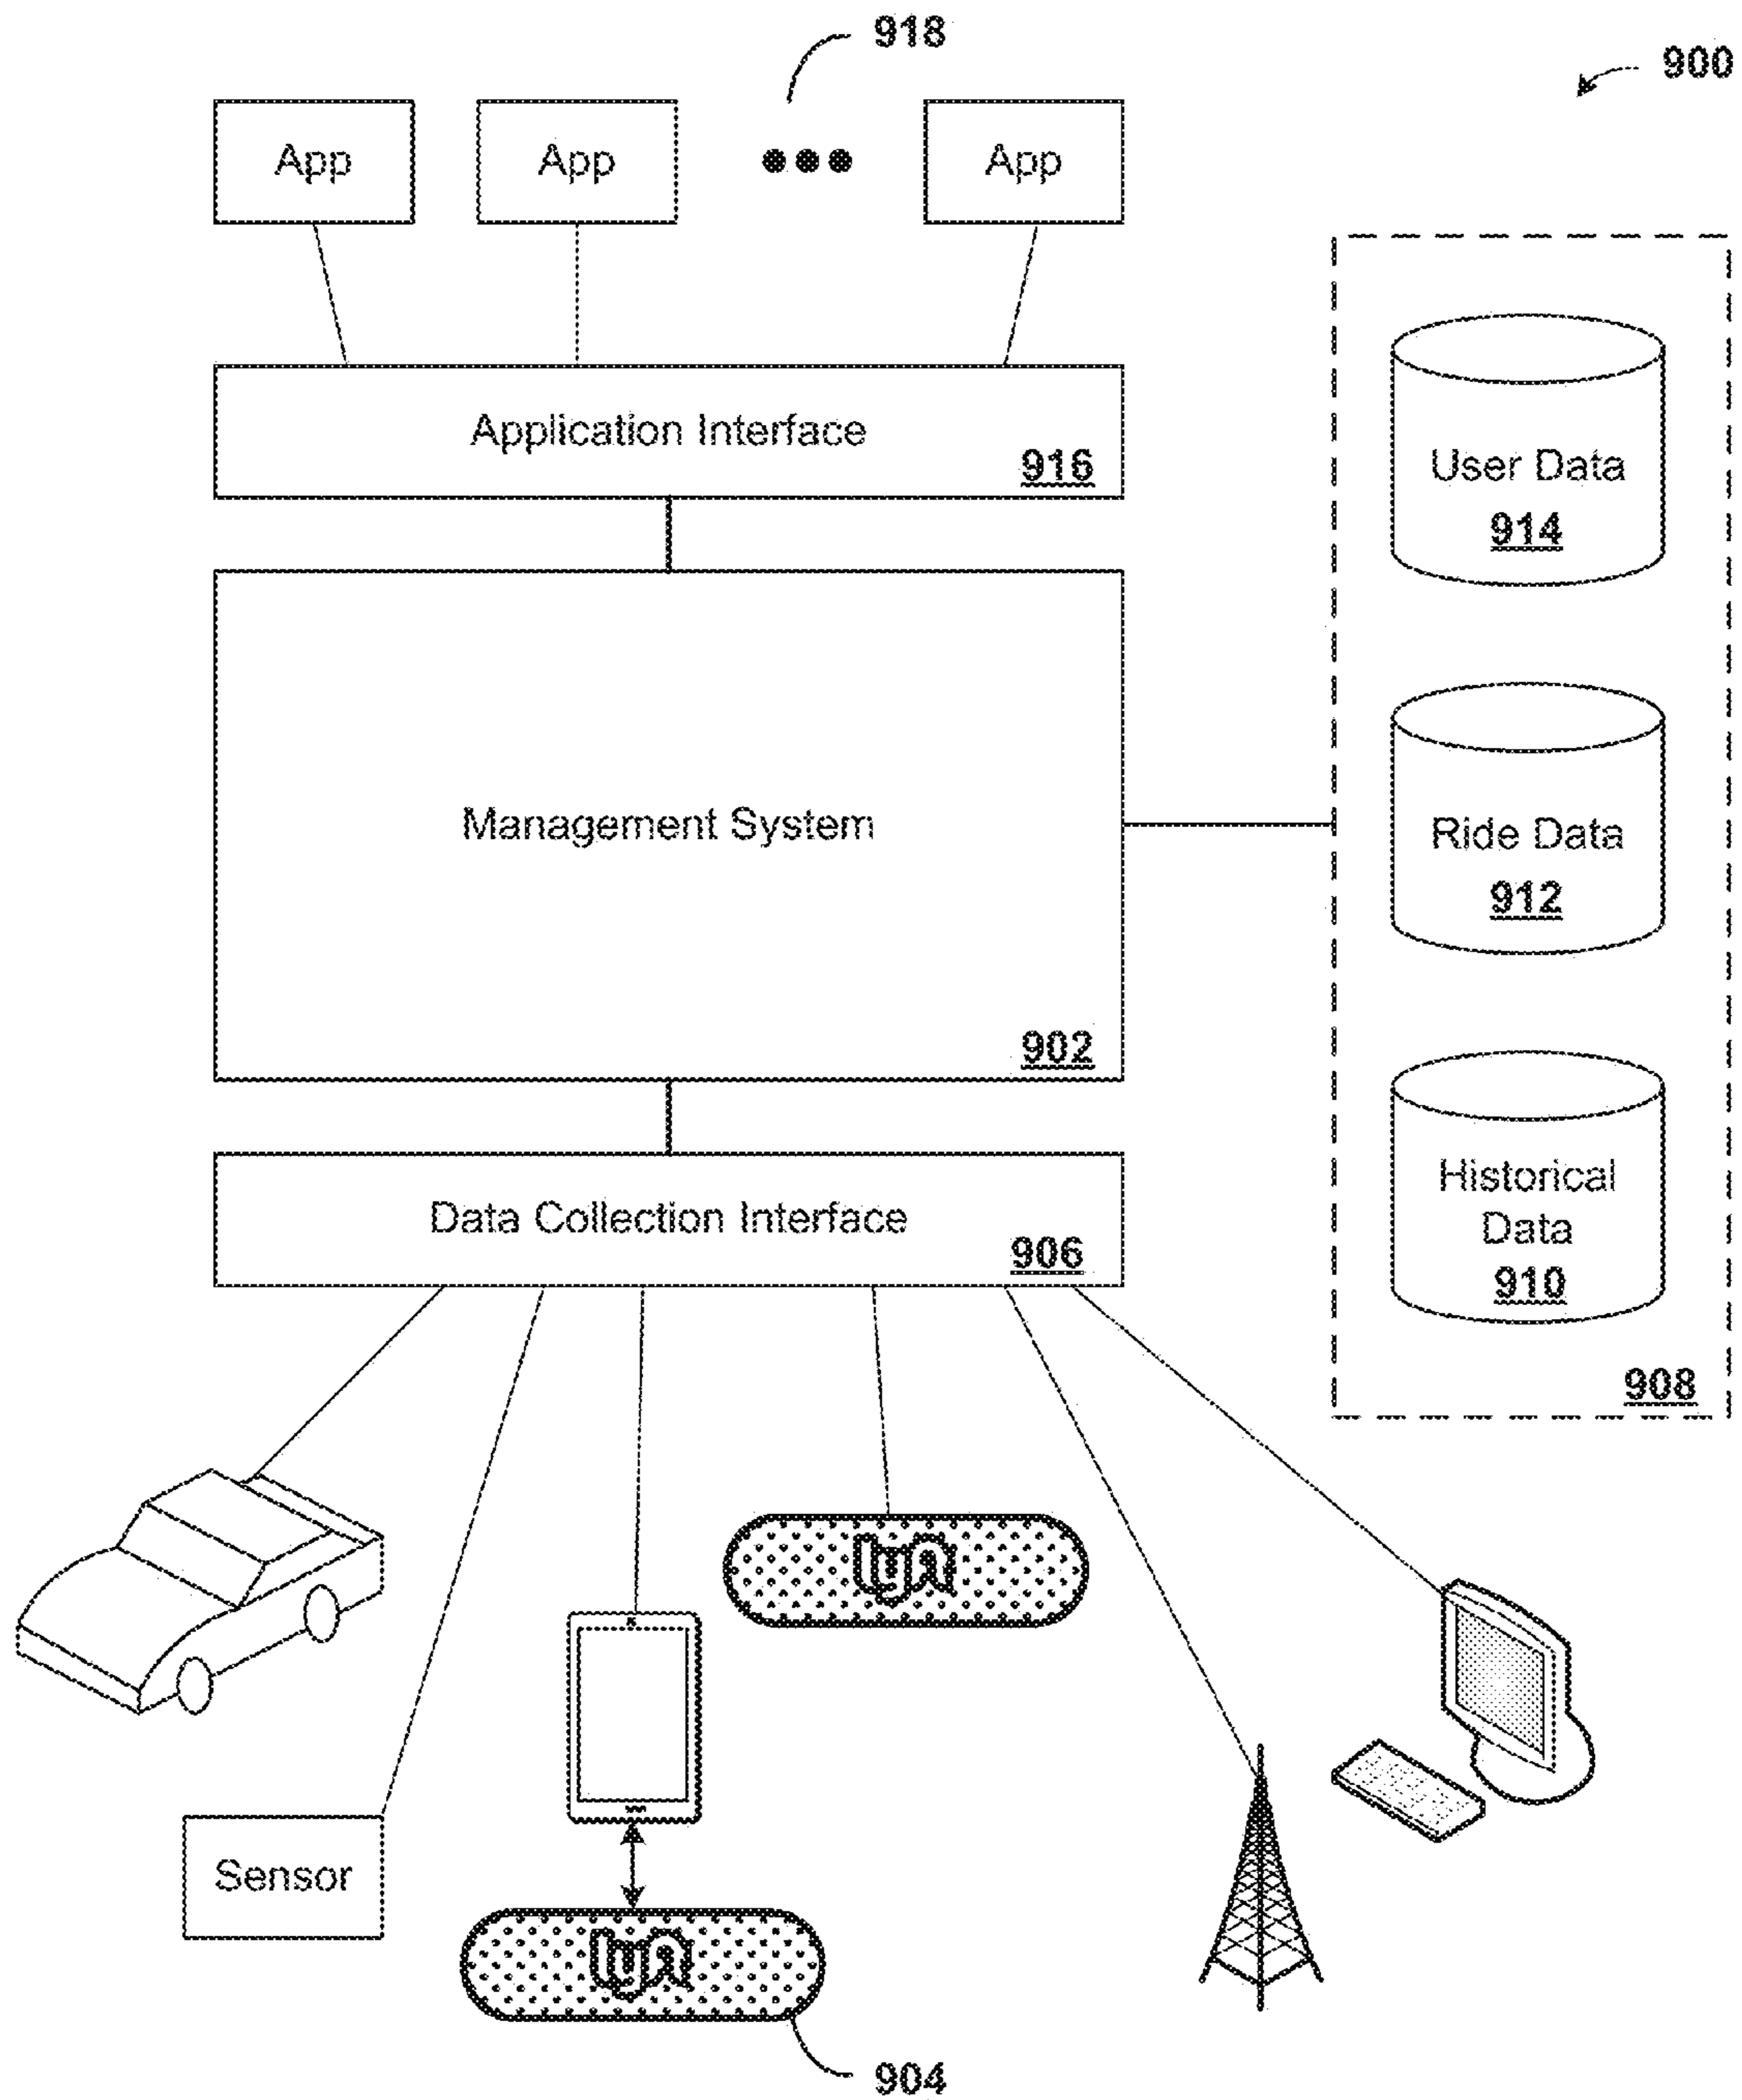 918
900
App
App
App
Application Interface
916
User Data
914
Management System
902
Ride Data
912
Data Collection Interface
906
Historical
Data
910
908
lyft
Sensor
lyft
904